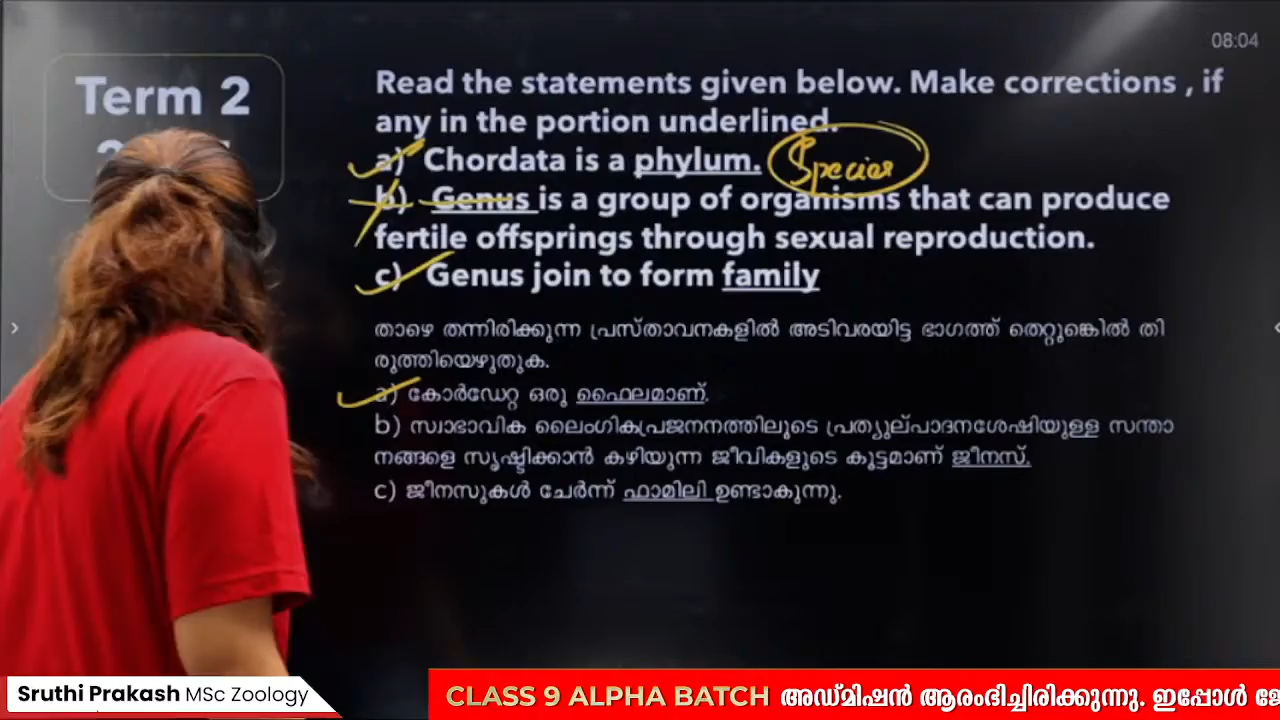 08:04
Term 2
Read the statements given below. Make corrections , if
any in the portion underlined.
a) Chordata is a phylum. Species
b) Genus is a group of organisms that can produce
fertile offsprings through sexual reproduction.
c) Genus join to form family
താഴെ തന്നിരിക്കുന്ന പ്രസ്താവനകളിൽ അടിവരയിട്ട ഭാഗത്ത് തെറ്റുങ്കിൽ തി
രുത്തിയെഴുതുക.
a) കോർഡേറ്റ ഒരു ഫൈലമാണ്.
b) സ്വാഭാവിക ലൈംഗികപ്രജനനത്തിലൂടെ പ്രത്യുല്പാദനശേഷിയുള്ള സന്താ
നങ്ങളെ സൃഷ്ടിക്കാൻ കഴിയുന്ന ജീവികളുടെ കൂട്ടമാണ് ജീനസ്.
c) ജീനസുകൾ ചേർന്ന് ഫാമിലി ഉണ്ടാകുന്നു.
Sruthi Prakash MSc Zoology
CLASS 9 ALPHA BATCH അഡ്മിഷൻ ആരംഭിച്ചിരിക്കുന്നു. ഇപ്പോൾ